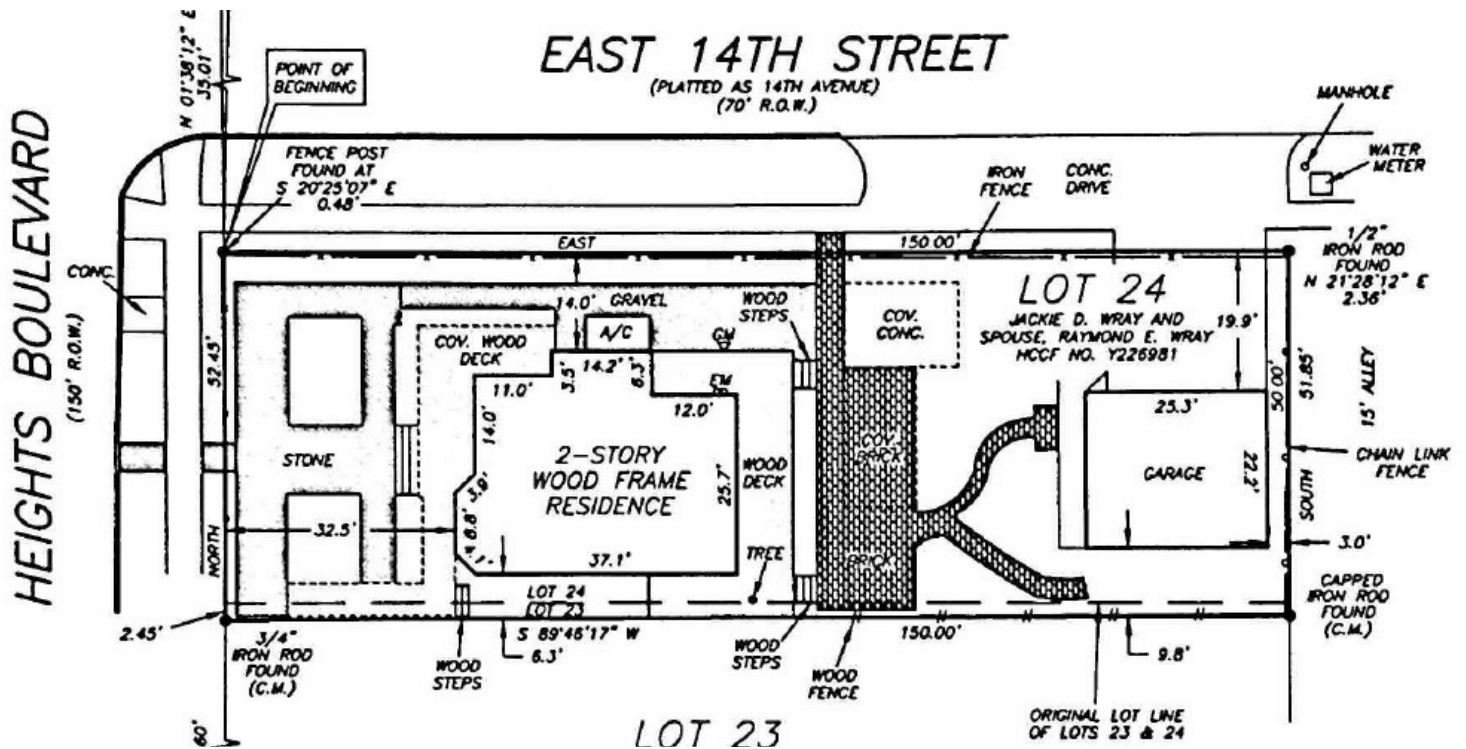 N 01°38'12" E
35.01'
EAST 14TH STREET
(PLATTED AS 14TH AVENUE)
(70' R.O.W.)
POINT OF
BEGINNING
MANHOLE
WATER
METER
HEIGHTS BOULEVARD
(150' R.O.W.)
FENCE POST
FOUND AT
S 20°25'07" E
0.48'
IRON
FENCE
CONC.
DRIVE
EAST
150.00'
1/2"
IRON ROD
FOUND
N 21°28'12" E
2.36'
CONC.
14.0'
GRAVEL
WOOD
STEPS
COV.
CONC.
LOT 24
JACKIE D. WRAY AND
SPOUSE, RAYMOND E. WRAY
HCCF NO. Y226981
19.9'
52.45'
COV. WOOD
DECK
A/C
GM
14.2'
3.5'
6.3'
11.0'
EM
12.0'
25.3'
50.00'
51.85'
15' ALLEY
14.0'
STONE
2-STORY
WOOD FRAME
RESIDENCE
3.9'
25.7'
WOOD
DECK
COV.
BRICK
GARAGE
22.2'
CHAIN LINK
FENCE
SOUTH
NORTH
32.5'
8.8'
37.1'
TREE
BRICK
3.0'
LOT 24
LOT 23
CAPPED
IRON ROD
FOUND
(C.M.)
2.45'
3/4"
IRON ROD
FOUND
(C.M.)
S 89°46'17" W
150.00'
6.3'
9.8'
WOOD
STEPS
WOOD
STEPS
WOOD
FENCE
LOT 23
ORIGINAL LOT LINE
OF LOTS 23 & 24